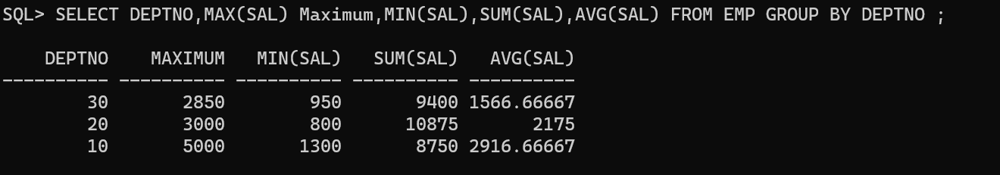 SQL> SELECT DEPTNO,MAX(SAL) Maximum,MIN(SAL),SUM(SAL),AVG(SAL) FROM EMP GROUP BY DEPTNO ;
    DEPTNO    MAXIMUM   MIN(SAL)   SUM(SAL)   AVG(SAL)
---------- ---------- ---------- ---------- ----------
        30       2850        950       9400 1566.66667
        20       3000        800      10875       2175
        10       5000       1300       8750 2916.66667